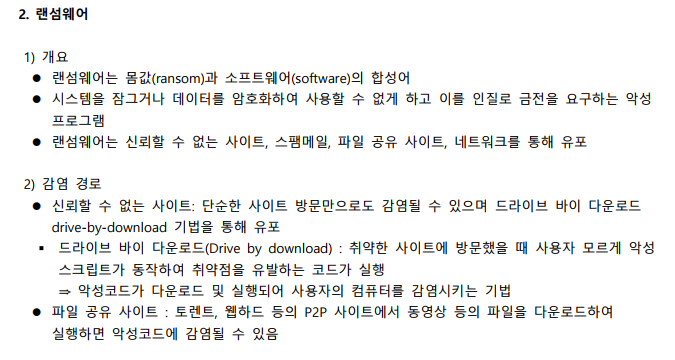 2. 랜섬웨어
1) 개요
● 랜섬웨어는 몸값(ransom)과 소프트웨어(software)의 합성어
● 시스템을 잠그거나 데이터를 암호화하여 사용할 수 없게 하고 이를 인질로 금전을 요구하는 악성
프로그램
● 랜섬웨어는 신뢰할 수 없는 사이트, 스팸메일, 파일 공유 사이트, 네트워크를 통해 유포
2) 감염 경로
● 신뢰할 수 없는 사이트: 단순한 사이트 방문만으로도 감염될 수 있으며 드라이브 바이 다운로드
drive-by-download 기법을 통해 유포
▪ 드라이브 바이 다운로드(Drive by download) : 취약한 사이트에 방문했을 때 사용자 모르게 악성
스크립트가 동작하여 취약점을 유발하는 코드가 실행
⇒ 악성코드가 다운로드 및 실행되어 사용자의 컴퓨터를 감염시키는 기법
● 파일 공유 사이트 : 토렌트, 웹하드 등의 P2P 사이트에서 동영상 등의 파일을 다운로드하여
실행하면 악성코드에 감염될 수 있음